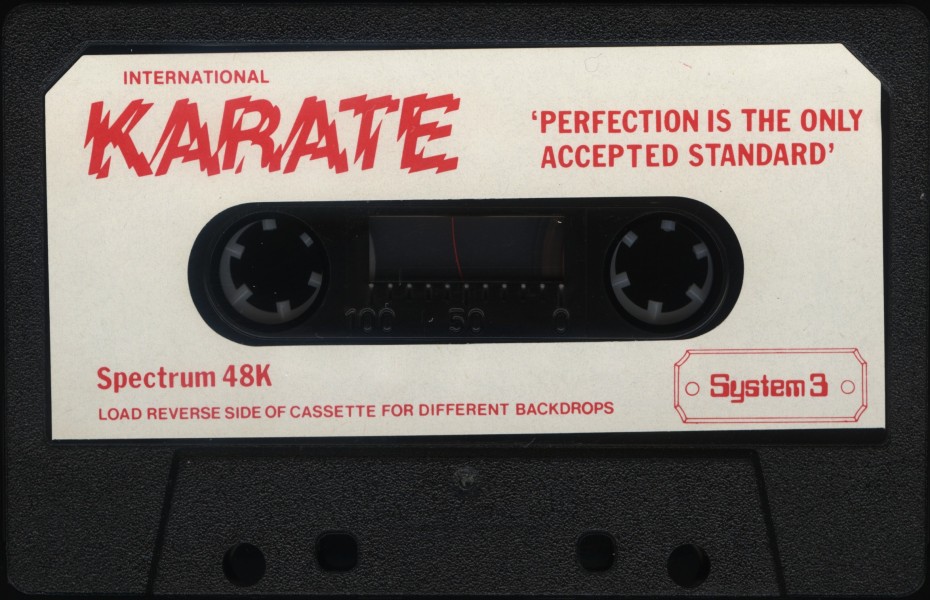 INTERNATIONAL
KARATE
'PERFECTION IS THE ONLY
ACCEPTED STANDARD'
100 50 0
Spectrum 48K
LOAD REVERSE SIDE OF CASSETTE FOR DIFFERENT BACKDROPS
System 3